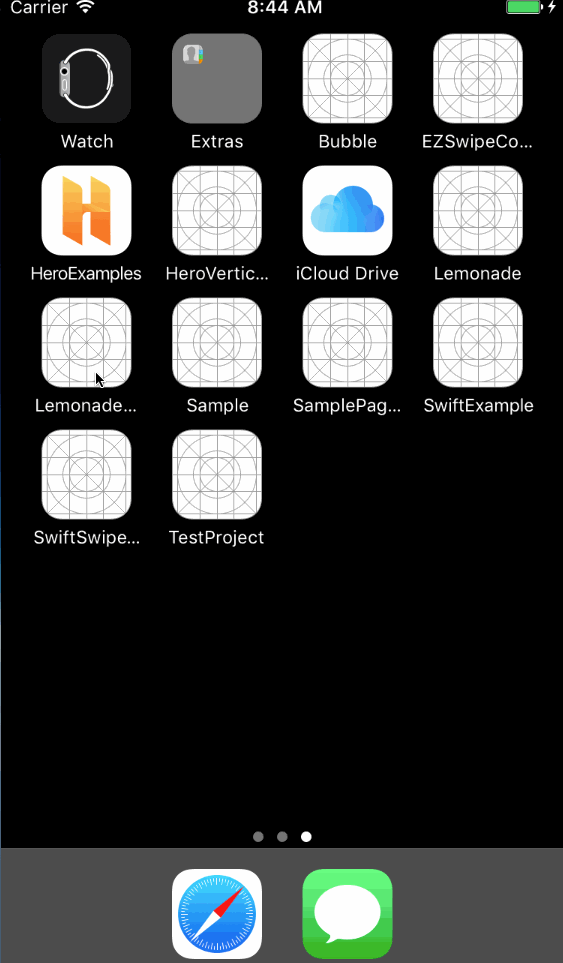 Carrier 8:44 AM
Watch Extras Bubble EZSwipeCo...
HeroExamples HeroVertic... iCloud Drive Lemonade
Lemonade... Sample SamplePag... SwiftExample
SwiftSwipe... TestProject